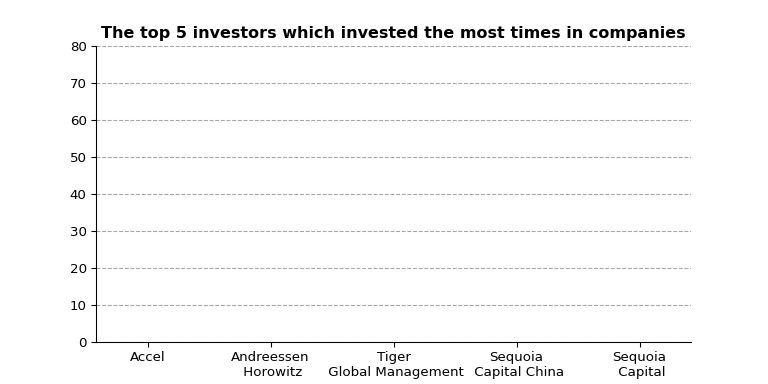 The top 5 investors which invested the most times in companies
80
70
60
50
40
30
20
10
0
Accel
Andreessen
Horowitz
Tiger
Global Management
Sequoia
Capital China
Sequoia
Capital